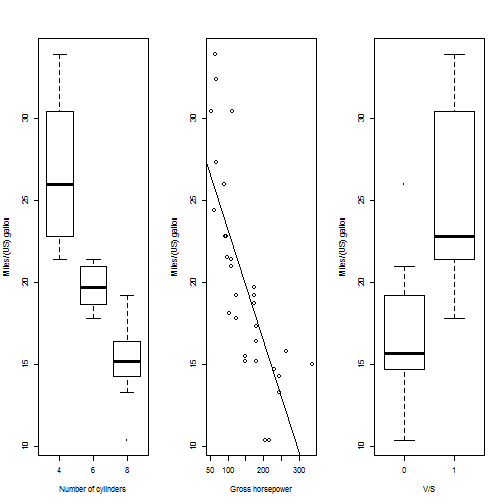 Miles/(US) gallon
10 15 20 25 30
4 6 8
Number of cylinders
Miles/(US) gallon
10 15 20 25 30
50 100 200 300
Gross horsepower
Miles/(US) gallon
10 15 20 25 30
0 1
V/S